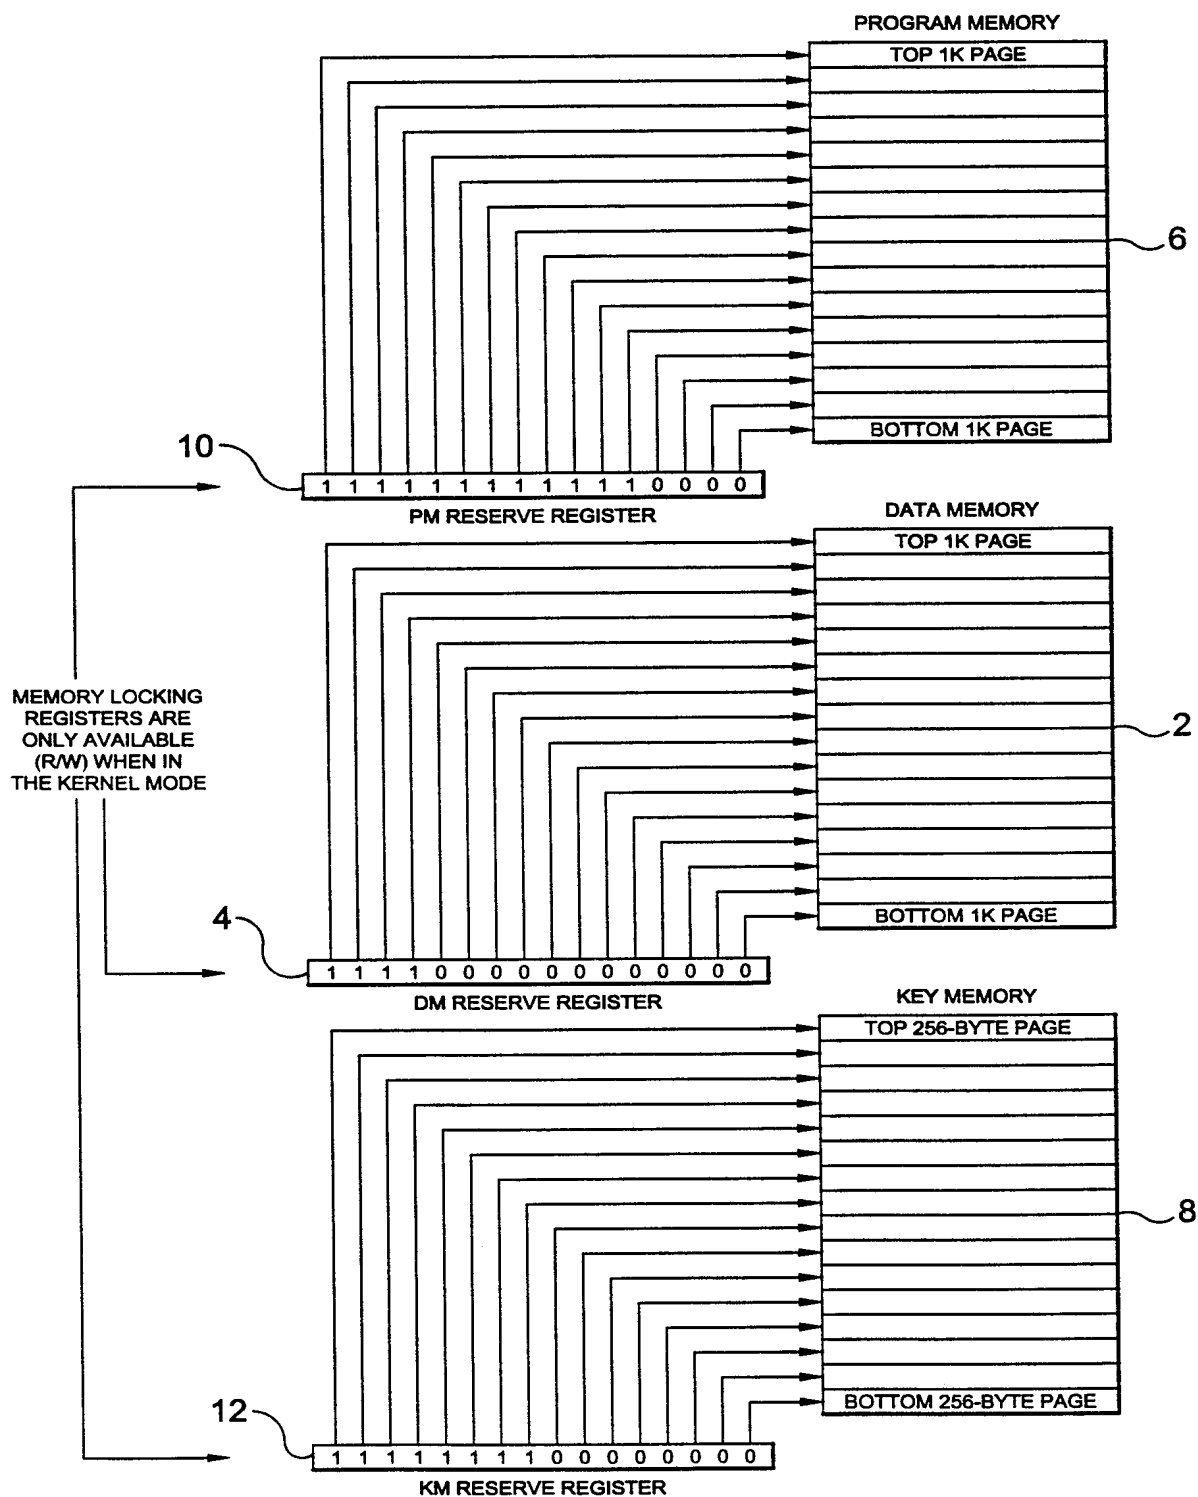 PROGRAM MEMORY
TOP 1K PAGE
6
BOTTOM 1K PAGE
10
1 1 1 1 1 1 1 1 1 1 1 1 0 0 0 0
PM RESERVE REGISTER
DATA MEMORY
TOP 1K PAGE
MEMORY LOCKING
REGISTERS ARE
ONLY AVAILABLE
(R/W) WHEN IN
THE KERNEL MODE
2
BOTTOM 1K PAGE
4
1 1 1 1 0 0 0 0 0 0 0 0 0 0 0 0
DM RESERVE REGISTER
KEY MEMORY
TOP 256-BYTE PAGE
8
BOTTOM 256-BYTE PAGE
12
1 1 1 1 1 1 1 1 0 0 0 0 0 0 0 0
KM RESERVE REGISTER